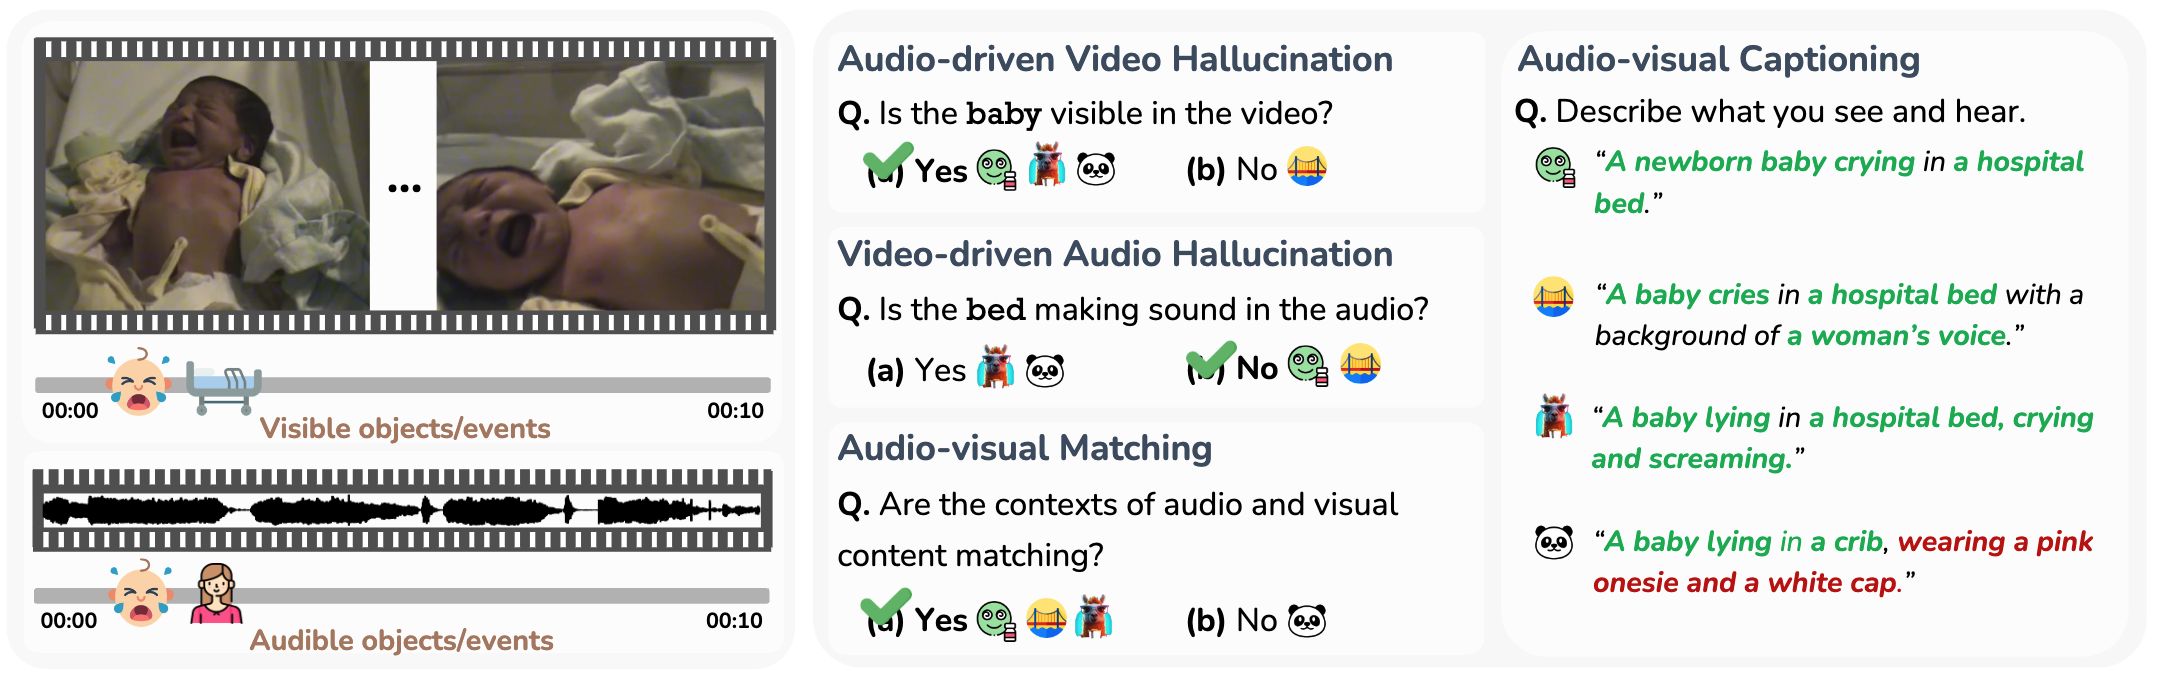 ...
00:00
00:10
Visible objects/events
00:00
00:10
Audible objects/events
Audio-driven Video Hallucination
Q. Is the baby visible in the video?
(a) Yes
(b) No
Video-driven Audio Hallucination
Q. Is the bed making sound in the audio?
(a) Yes
(b) No
Audio-visual Matching
Q. Are the contexts of audio and visual
content matching?
(a) Yes
(b) No
Audio-visual Captioning
Q. Describe what you see and hear.
“A newborn baby crying in a hospital
bed.”
“A baby cries in a hospital bed with a
background of a woman’s voice.”
“A baby lying in a hospital bed, crying
and screaming.”
“A baby lying in a crib, wearing a pink
onesie and a white cap.”